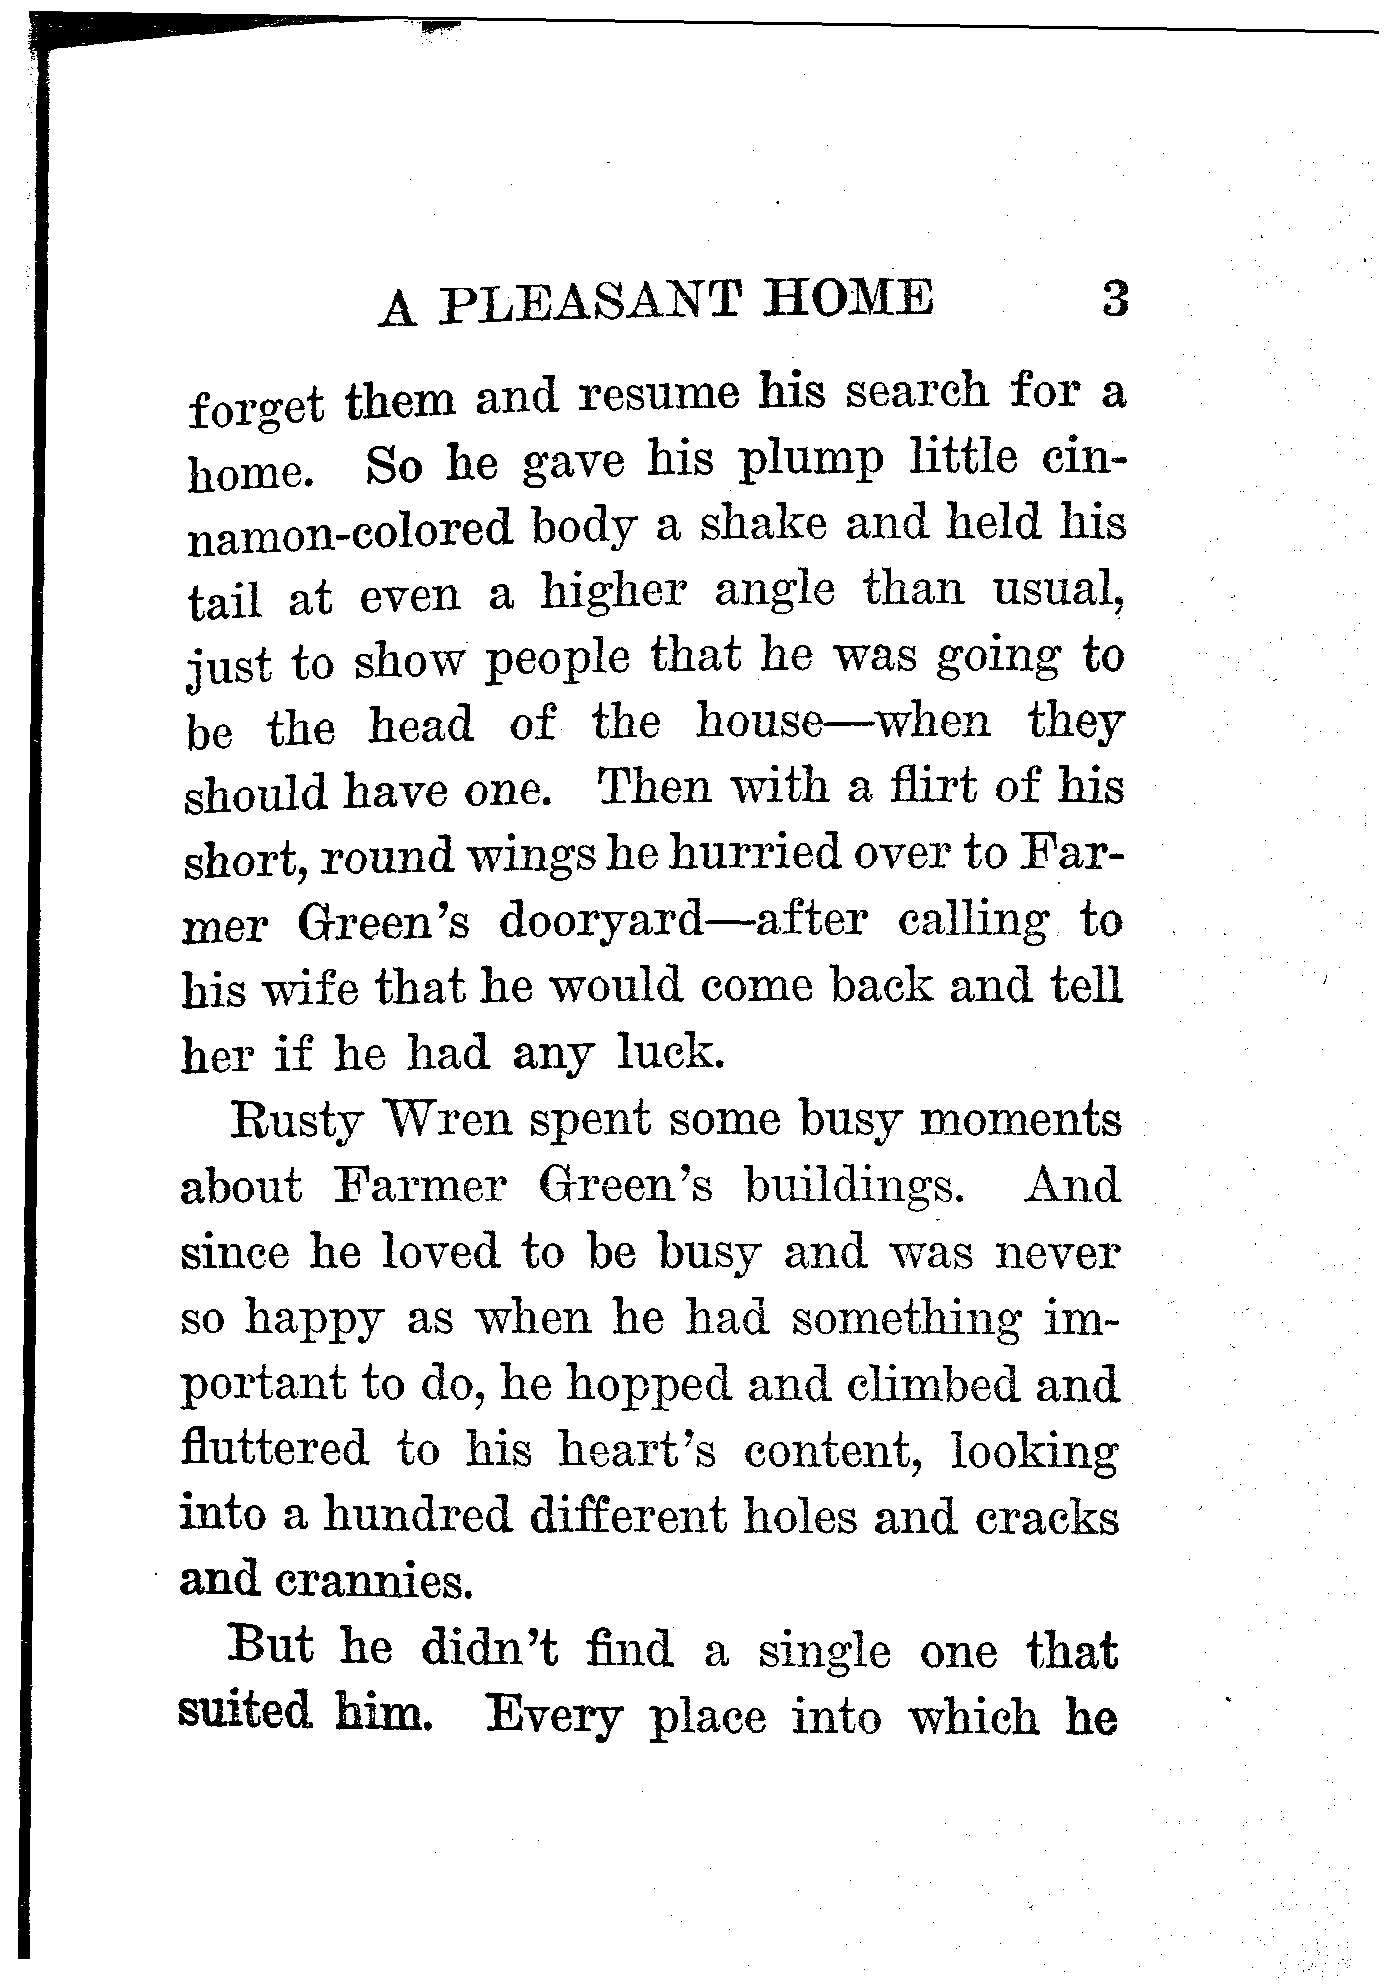 A PLEASANT HOME 3
forget them and resume his search for a
home. So he gave his plump little cin-
namon-colored body a shake and held his
tail at even a higher angle than usual,
just to show people that he was going to
be the head of the house—when they
should have one. Then with a flirt of his
short, round wings he hurried over to Far-
mer Green's dooryard—after calling to
his wife that he would come back and tell
her if he had any luck.
Rusty Wren spent some busy moments
about Farmer Green's buildings. And
since he loved to be busy and was never
so happy as when he had something im-
portant to do, he hopped and climbed and
fluttered to his heart's content, looking
into a hundred different holes and cracks
and crannies.
But he didn't find a single one that
suited him. Every place into which he